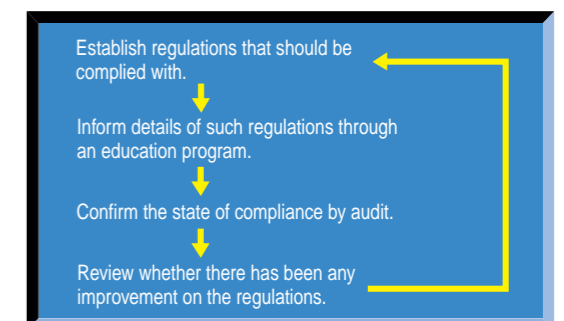 Establish regulations that should be
complied with.
Inform details of such regulations through
an education program.
Confirm the state of compliance by audit.
Review whether there has been any
improvement on the regulations.